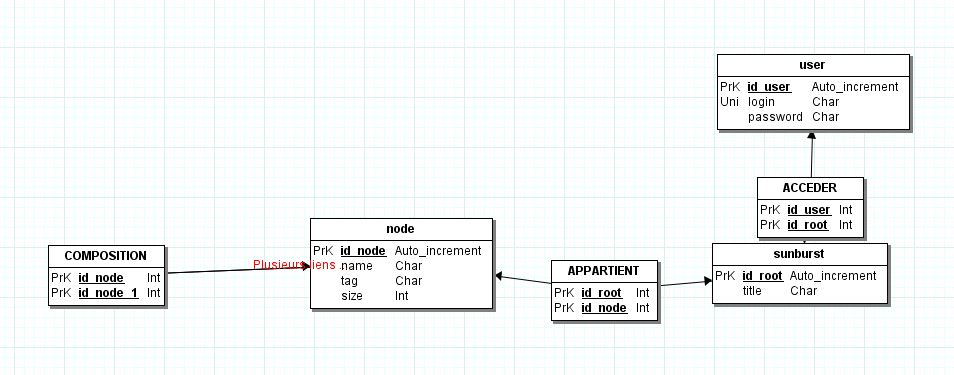 user
PrK id_user Auto_increment
Uni login Char
password Char
ACCEDER
PrK id_user Int
PrK id_root Int
node
PrK id_node Auto_increment
name Char
tag Char
size Int
COMPOSITION
PrK id_node Int
PrK id_node_1 Int
Plusieurs liens .
APPARTIENT
PrK id_root Int
PrK id_node Int
sunburst
PrK id_root Auto_increment
title Char